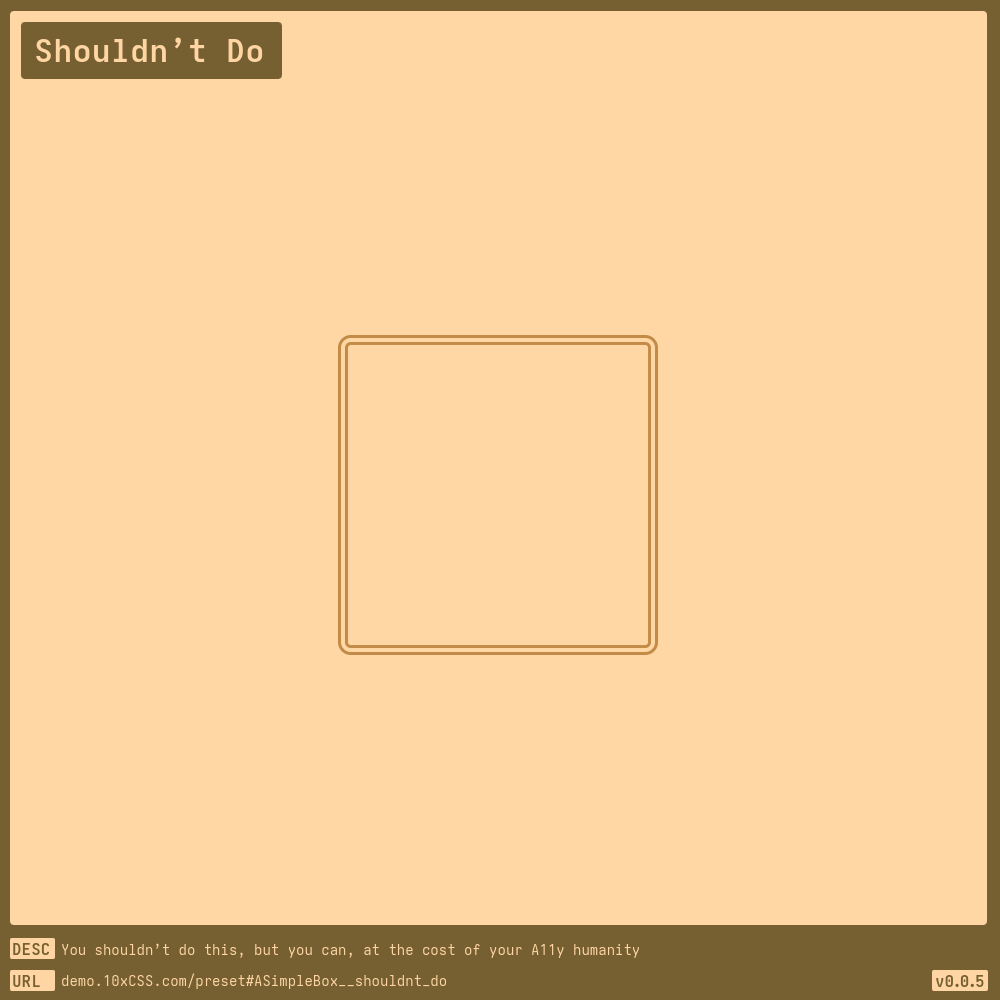 Shouldn’t Do
DESC You shouldn’t do this, but you can, at the cost of your A11y humanity
URL demo.10xCSS.com/preset#ASimpleBox__shouldnt_do
v0.0.5